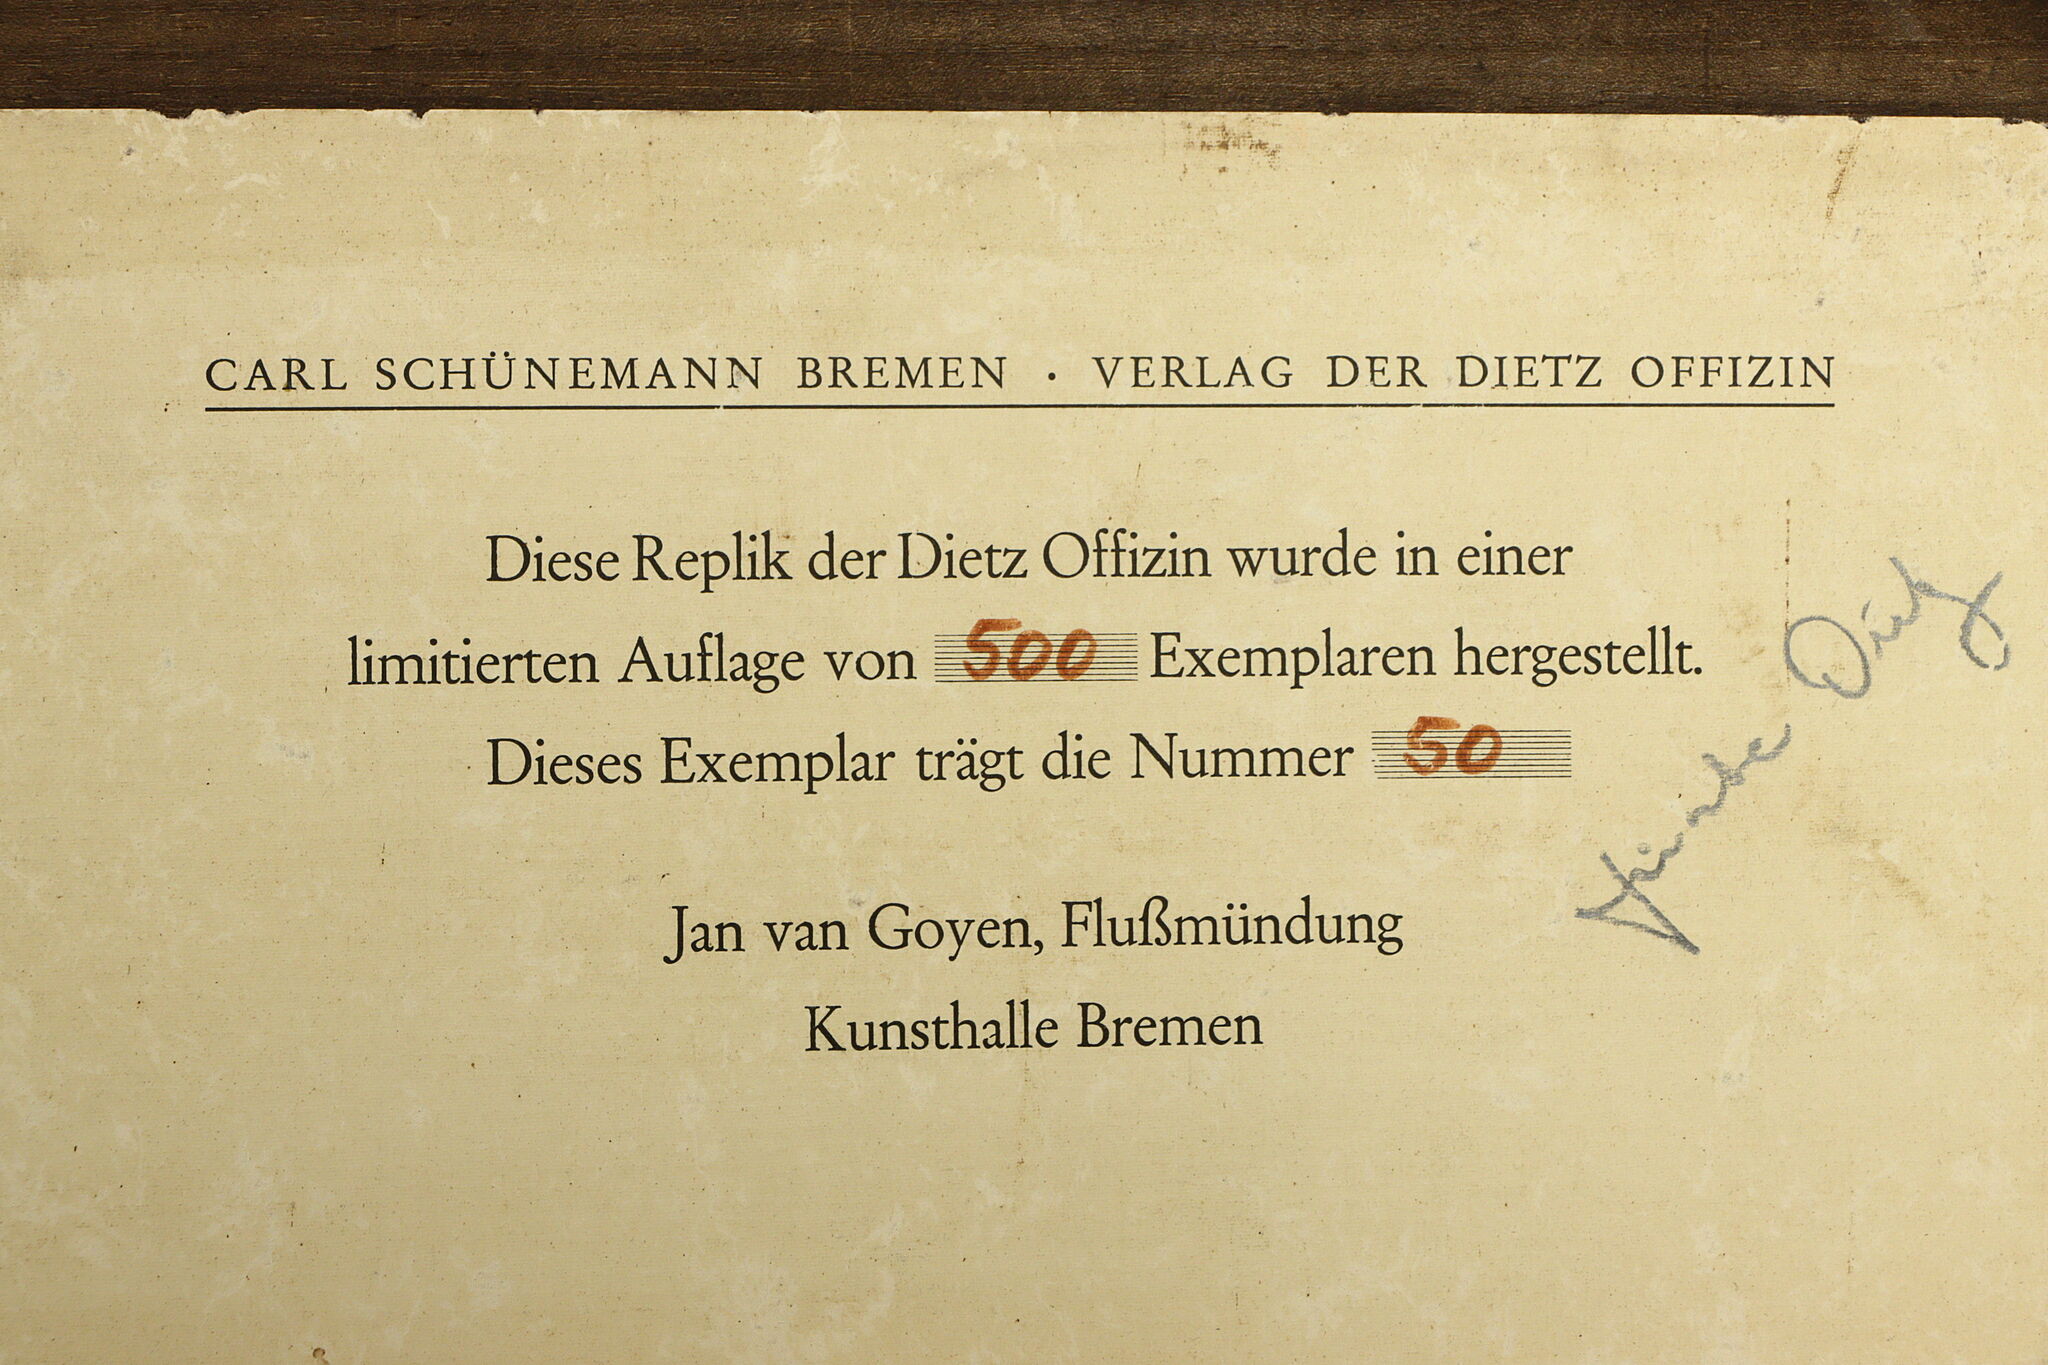 CARL SCHÜNEMANN BREMEN · VERLAG DER DIETZ OFFIZIN
Diese Replik der Dietz Offizin wurde in einer
limitierten Auflage von 500 Exemplaren hergestellt.
Dieses Exemplar trägt die Nummer 50
Dietz
Jan van Goyen, Flußmündung
Kunsthalle Bremen